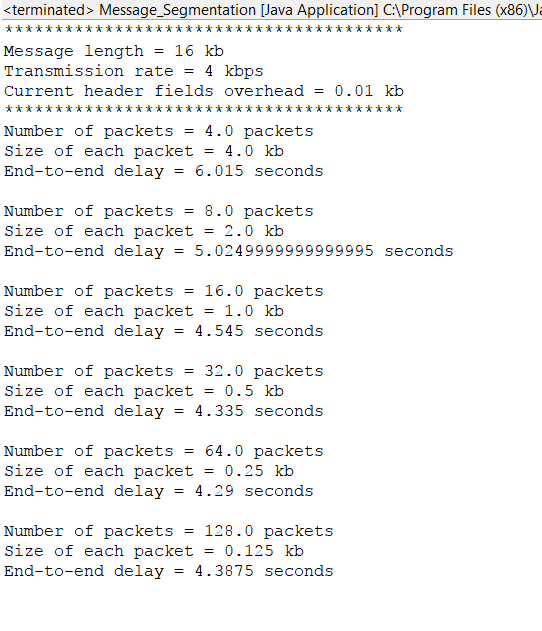 <terminated> Message_Segmentation [Java Application] C:\Program Files (x86)\Ja
****************************************
Message length = 16 kb
Transmission rate = 4 kbps
Current header fields overhead = 0.01 kb
****************************************
Number of packets = 4.0 packets
Size of each packet = 4.0 kb
End-to-end delay = 6.015 seconds
Number of packets = 8.0 packets
Size of each packet = 2.0 kb
End-to-end delay = 5.0249999999999995 seconds
Number of packets = 16.0 packets
Size of each packet = 1.0 kb
End-to-end delay = 4.545 seconds
Number of packets = 32.0 packets
Size of each packet = 0.5 kb
End-to-end delay = 4.335 seconds
Number of packets = 64.0 packets
Size of each packet = 0.25 kb
End-to-end delay = 4.29 seconds
Number of packets = 128.0 packets
Size of each packet = 0.125 kb
End-to-end delay = 4.3875 seconds